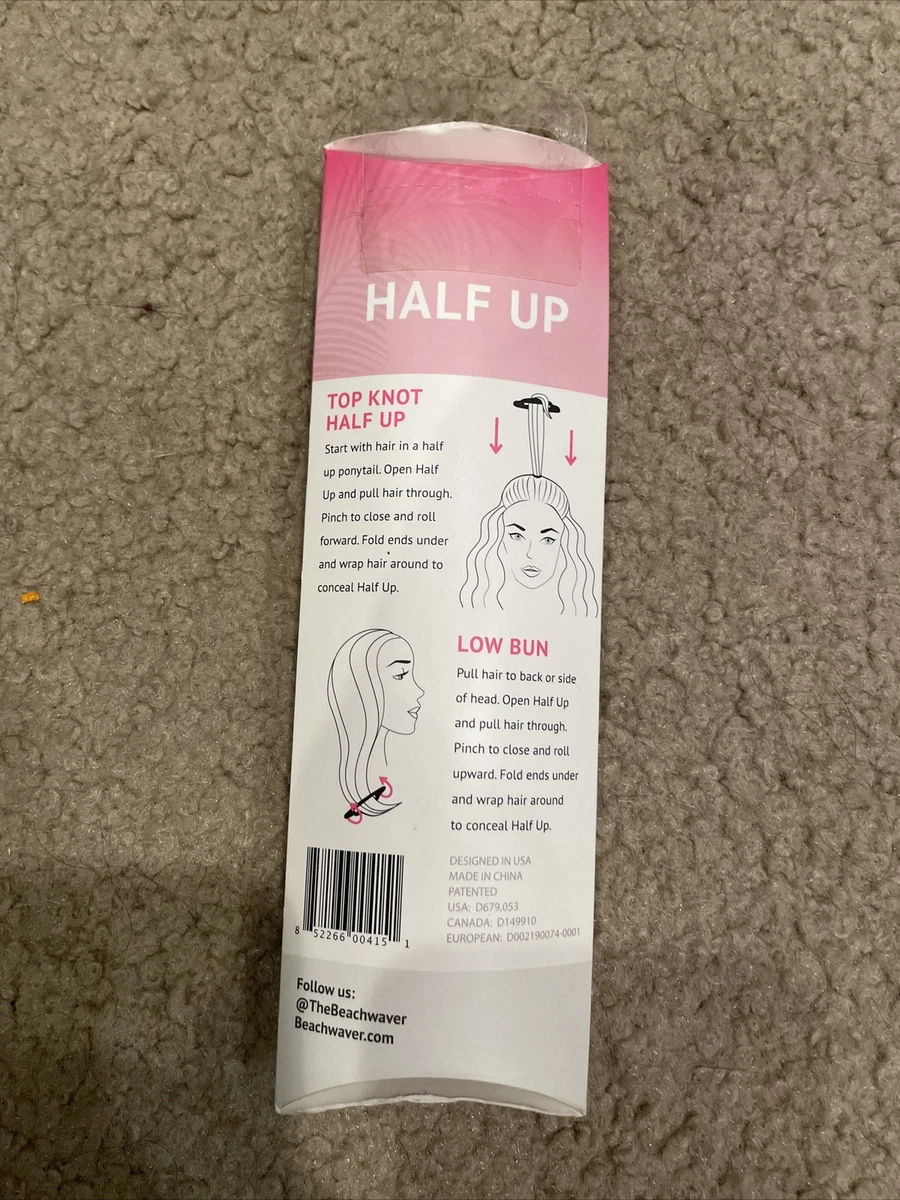 HALF UP
TOP KNOT
HALF UP
Start with hair in a half
up ponytail. Open Half
Up and pull hair through.
Pinch to close and roll
forward. Fold ends under
and wrap hair around to
conceal Half Up.
LOW BUN
Pull hair to back or side
of head. Open Half Up
and pull hair through.
Pinch to close and roll
upward. Fold ends under
and wrap hair around
to conceal Half Up.
8 52266 00415 1
DESIGNED IN USA
MADE IN CHINA
PATENTED
USA: D679,053
CANADA: D149910
EUROPEAN: D002190074-0001
Follow us:
@TheBeachwaver
Beachwaver.com